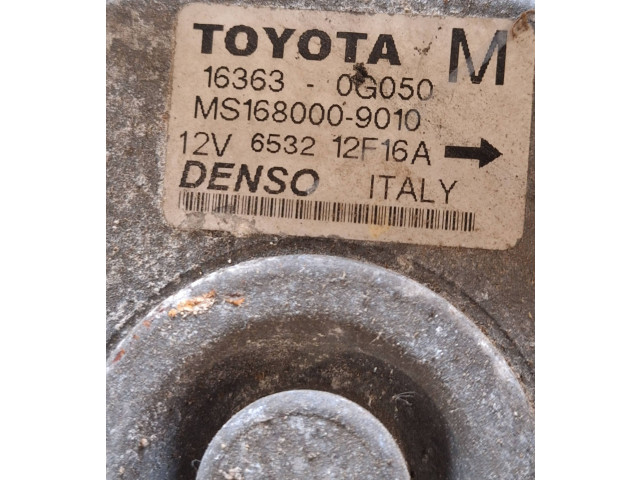 TOYOTA M
16363 - 0G050
MS168000-9010
12V 6532 12F16A
DENSO ITALY